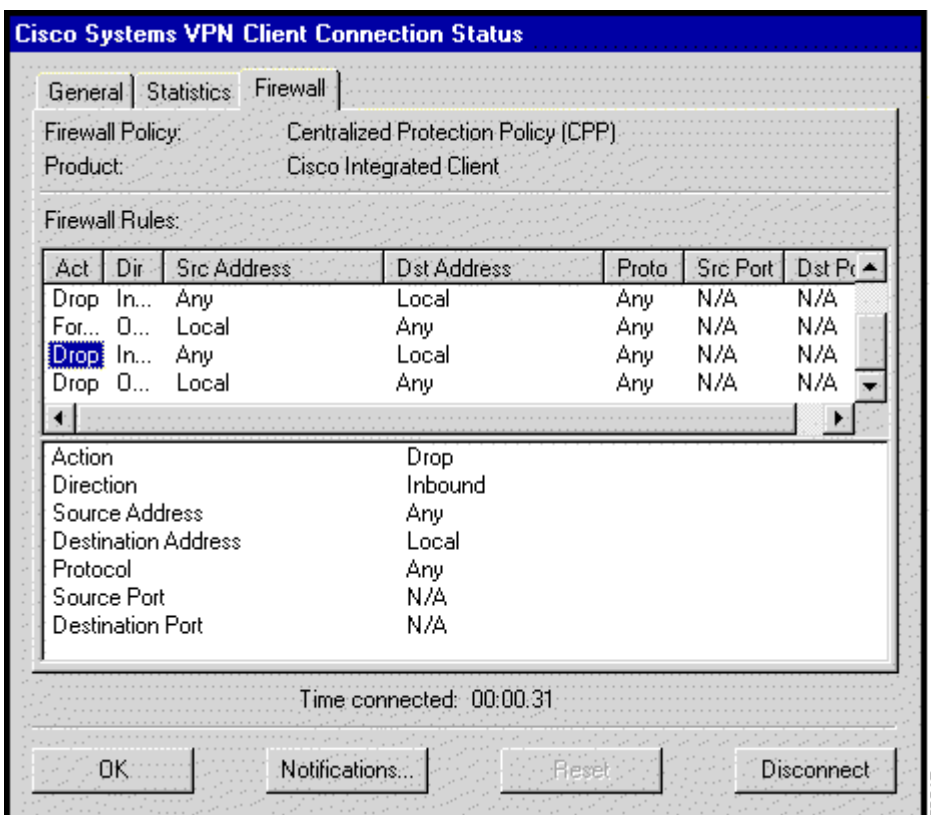 Cisco Systems VPN Client Connection Status
General Statistics Firewall
Firewall Policy: Centralized Protection Policy (CPP)
Product: Cisco Integrated Client
Firewall Rules:
Act Dir Src Address Dst Address Proto Src Port Dst Po
Drop In... Any Local Any N/A N/A
For... O... Local Any Any N/A N/A
Drop In... Any Local Any N/A N/A
Drop O... Local Any Any N/A N/A
Action Drop
Direction Inbound
Source Address Any
Destination Address Local
Protocol Any
Source Port N/A
Destination Port N/A
Time connected: 00:00.31
OK Notifications... Reset Disconnect